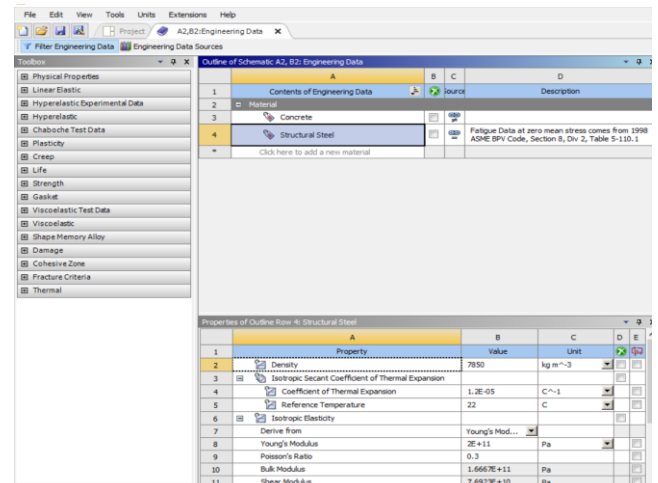 File Edit View Tools Units Extensions Help
Project A2,B2:Engineering Data
Filter Engineering Data Engineering Data Sources
Toolbox
Physical Properties
Linear Elastic
Hyperelastic Experimental Data
Hyperelastic
Chaboche Test Data
Plasticity
Creep
Life
Strength
Gasket
Viscoelastic Test Data
Viscoelastic
Shape Memory Alloy
Damage
Cohesive Zone
Fracture Criteria
Thermal
Outline of Schematic A2, B2: Engineering Data
A B C D
1 Contents of Engineering Data Source Description
2 Material
3 Concrete
4 Structural Steel Fatigue Data at zero mean stress comes from 1998
ASME BPV Code, Section 8, Div 2, Table 5-110.1
* Click here to add a new material
Properties of Outline Row 4: Structural Steel
A B C D E
1 Property Value Unit
2 Density 7850 kg m^-3
3 Isotropic Secant Coefficient of Thermal Expansion
4 Coefficient of Thermal Expansion 1.2E-05 C^-1
5 Reference Temperature 22 C
6 Isotropic Elasticity
7 Derive from Young's Mod...
8 Young's Modulus 2E+11 Pa
9 Poisson's Ratio 0.3
10 Bulk Modulus 1.6667E+11 Pa
11 Shear Modulus 7.6923E+10 Pa